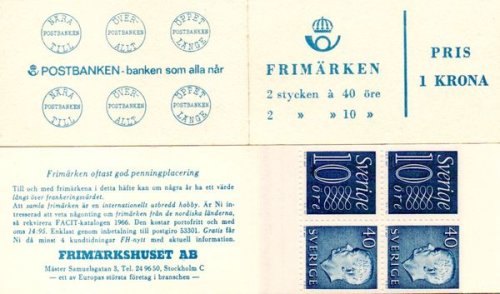 BÄRA POSTBANKEN TILL
ÖVER- POSTBANKEN ALLT
ÖPPET POSTBANKEN LÄNGE
POSTBANKEN - banken som alla når
BÄRA POSTBANKEN TILL
ÖVER- POSTBANKEN ALLT
ÖPPET POSTBANKEN LÄNGE
FRIMÄRKEN
2 stycken à 40 öre
2 » » 10 »
PRIS
1 KRONA
Frimärken oftast god penningplacering
Till och med frimärkena i detta häfte kan om några år ha ett värde
långt över frankeringsvärdet.
Att samla frimärken är en internationellt utbredd hobby. Är Ni in-
tresserad att veta någonting om frimärken från de nordiska länderna,
så rekvirera FACIT-katalogen 1966. Den kostar portofritt och med
oms 14:95. Enklast genom inbetalning till postgiro 53301. Gratis får
Ni då minst 4 kundtidningar FH-nytt med aktuell information.
FRIMÄRKSHUSET AB
Mäster Samuelsgatan 3, Tel. 24 96 50, Stockholm C
— ett av Europas största företag i branschen —
10 ÖRE Sverige
10 ÖRE Sverige
SVERIGE 40
SVERIGE 40